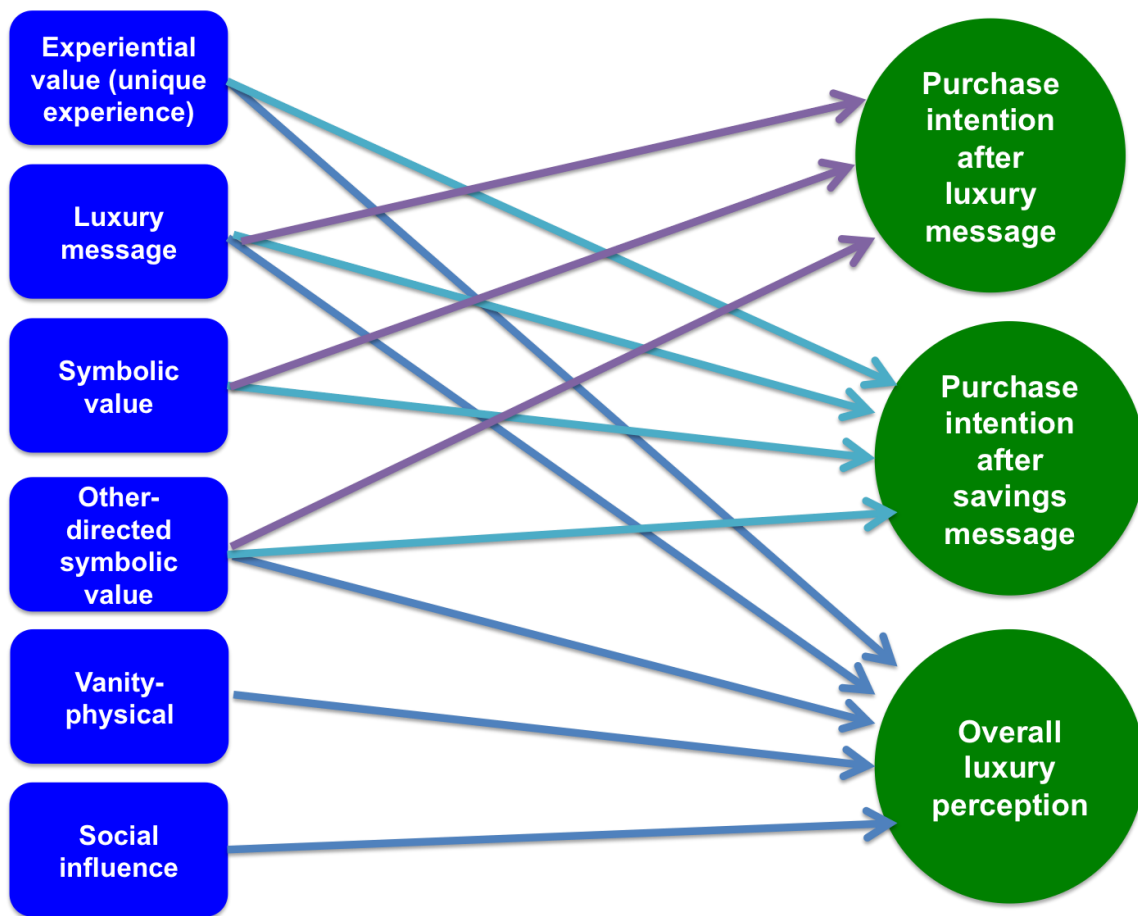 Experiential
value (unique
experience)
Luxury
message
Symbolic
value
Other-
directed
symbolic
value
Vanity-
physical
Social
influence
Purchase
intention
after
luxury
message
Purchase
intention
after
savings
message
Overall
luxury
perception